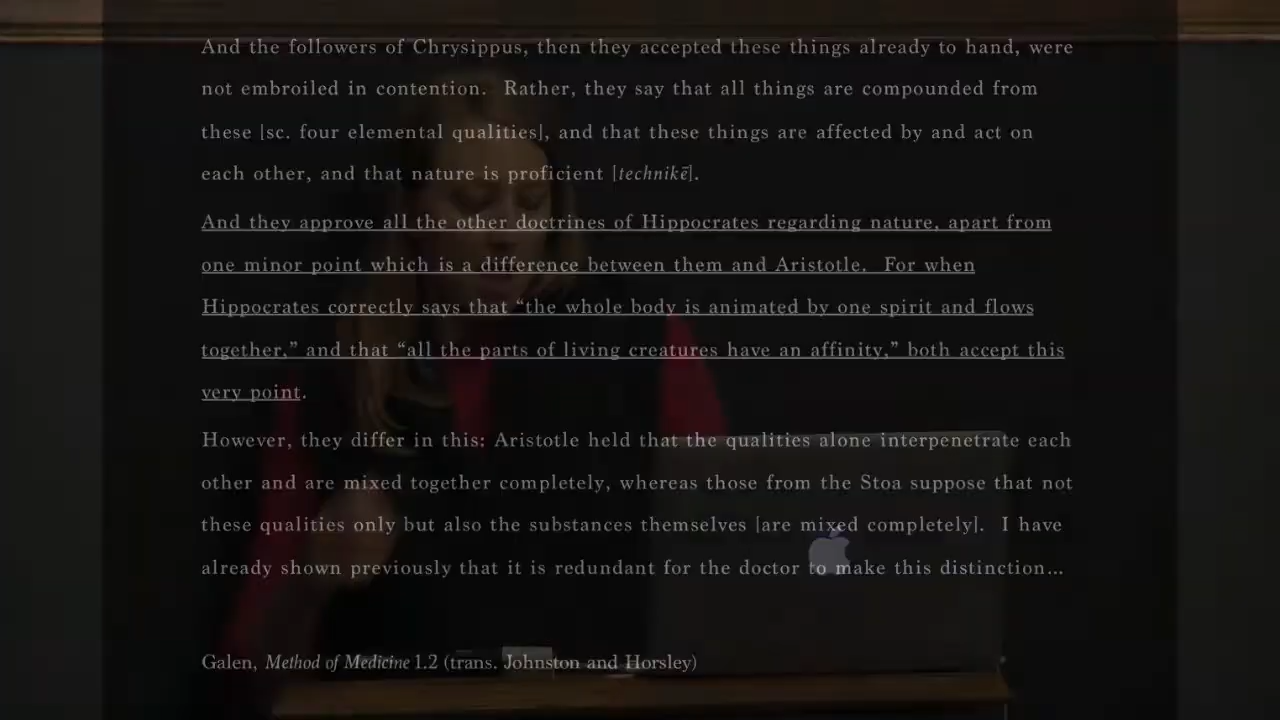 And the followers of Chrysippus, then they accepted these things already to hand, were
not embroiled in contention. Rather, they say that all things are compounded from
these [sc. four elemental qualities], and that these things are affected by and act on
each other, and that nature is proficient [technikē].
And they approve all the other doctrines of Hippocrates regarding nature, apart from
one minor point which is a difference between them and Aristotle. For when
Hippocrates correctly says that “the whole body is animated by one spirit and flows
together,” and that “all the parts of living creatures have an affinity,” both accept this
very point.
However, they differ in this: Aristotle held that the qualities alone interpenetrate each
other and are mixed together completely, whereas those from the Stoa suppose that not
these qualities only but also the substances themselves [are mixed completely]. I have
already shown previously that it is redundant for the doctor to make this distinction...
Galen, Method of Medicine 1.2 (trans. Johnston and Horsley)